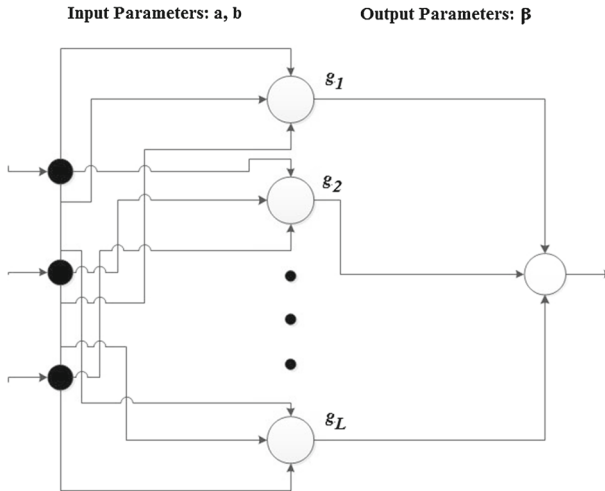 Input Parameters: a, b
Output Parameters: β
g1
g2
gL